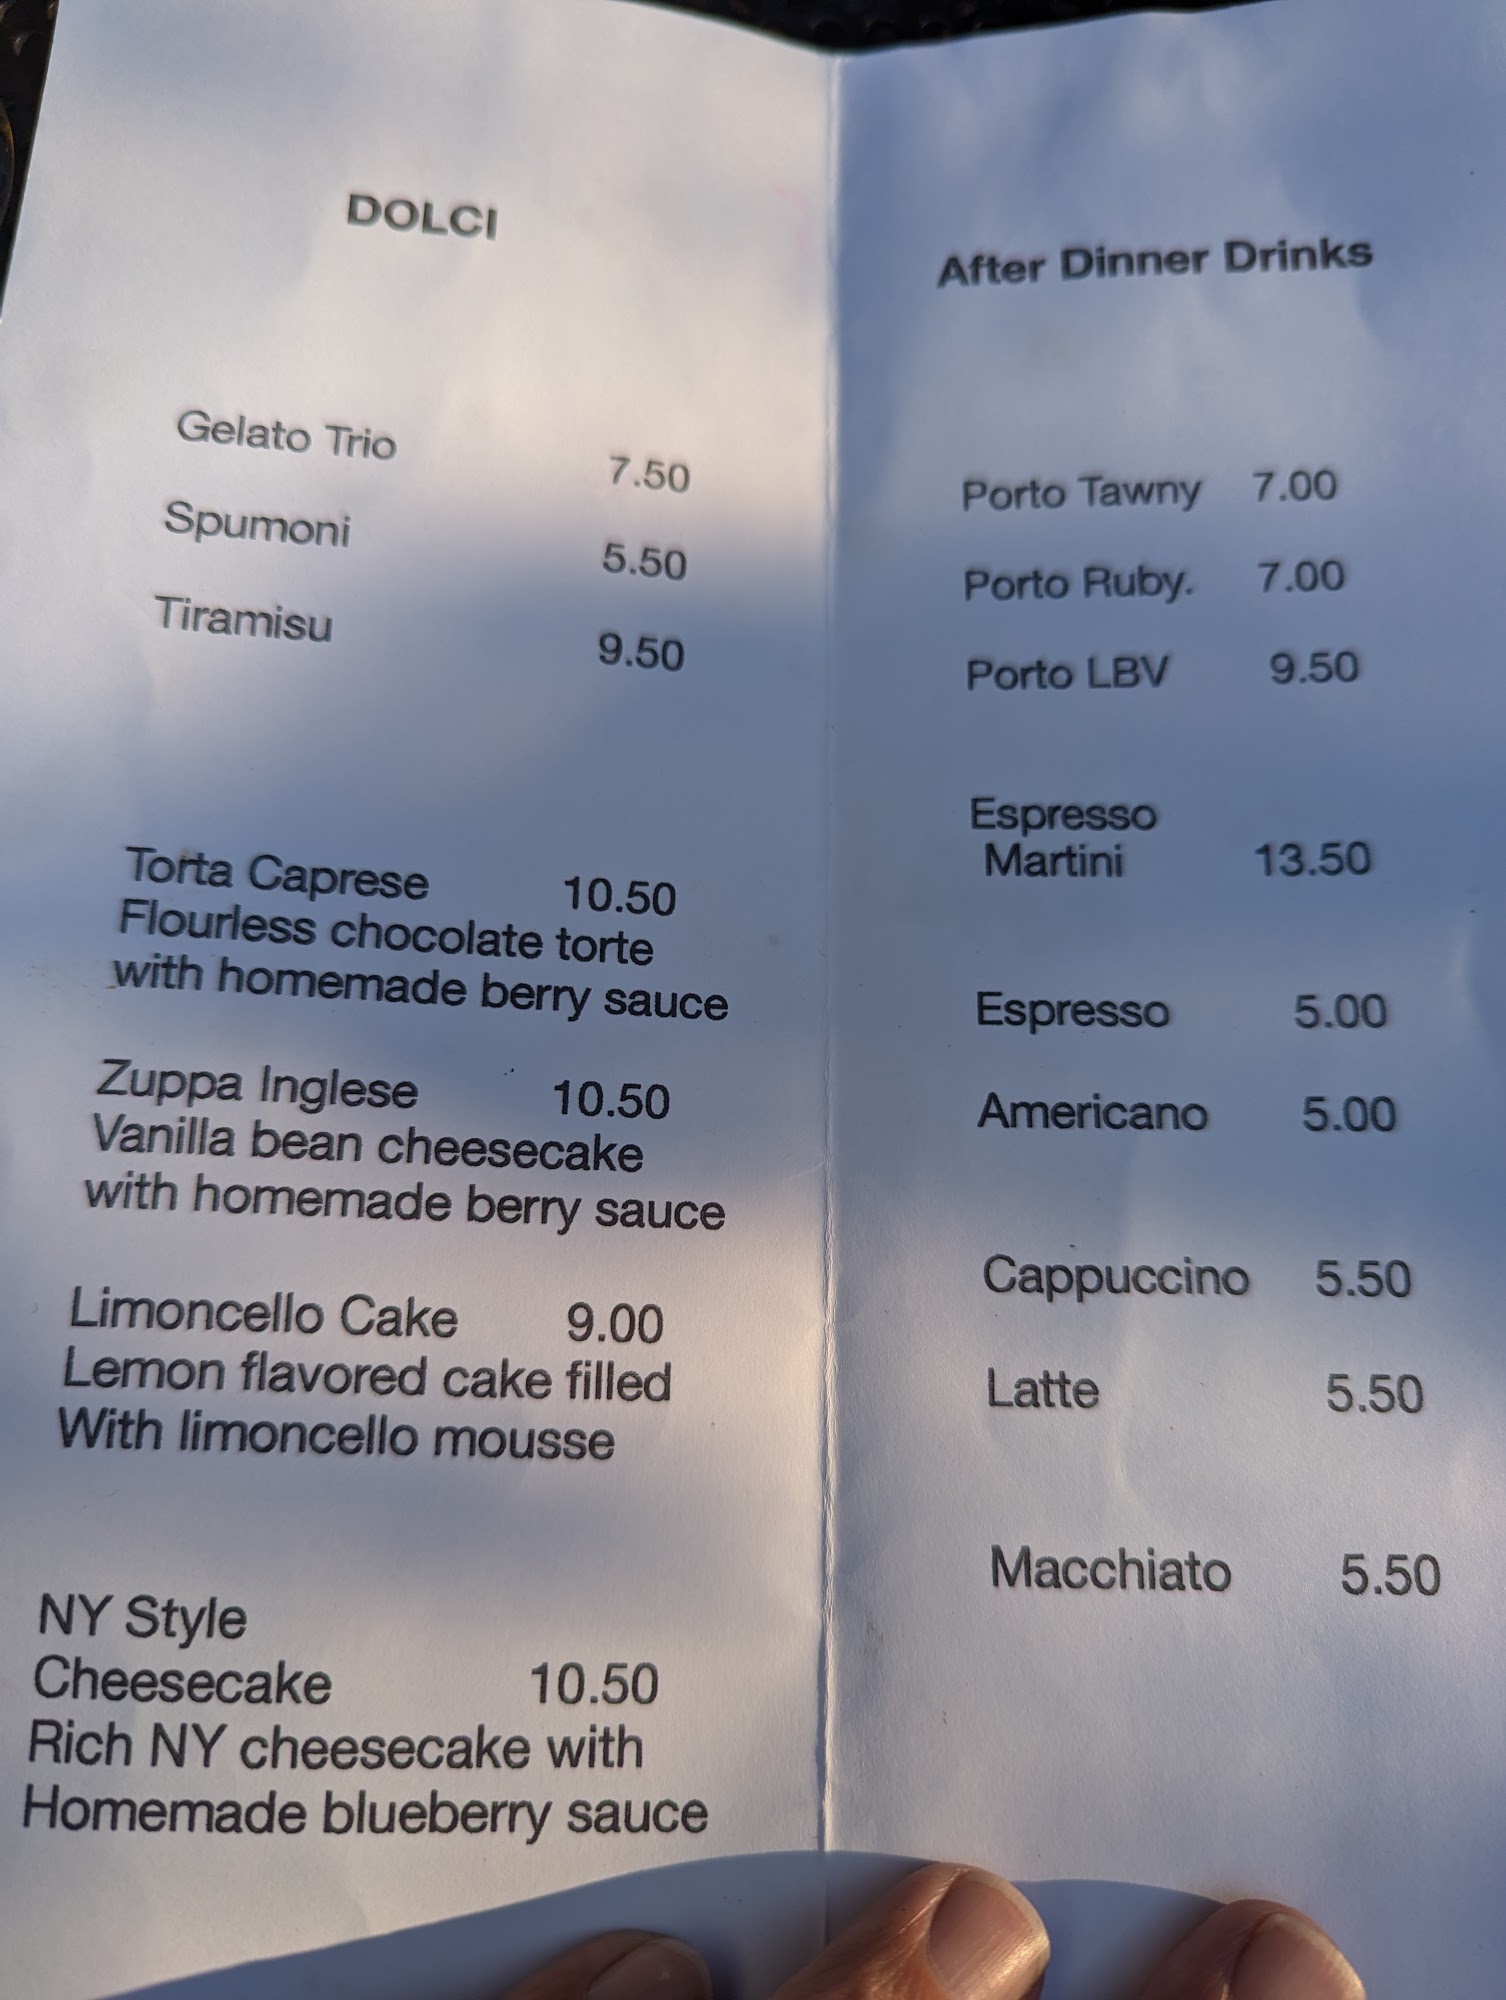 DOLCI
Gelato Trio 7.50
Spumoni 5.50
Tiramisu 9.50
Torta Caprese 10.50
Flourless chocolate torte
with homemade berry sauce
Zuppa Inglese 10.50
Vanilla bean cheesecake
with homemade berry sauce
Limoncello Cake 9.00
Lemon flavored cake filled
With limoncello mousse
NY Style
Cheesecake 10.50
Rich NY cheesecake with
Homemade blueberry sauce
After Dinner Drinks
Porto Tawny 7.00
Porto Ruby. 7.00
Porto LBV 9.50
Espresso
Martini 13.50
Espresso 5.00
Americano 5.00
Cappuccino 5.50
Latte 5.50
Macchiato 5.50